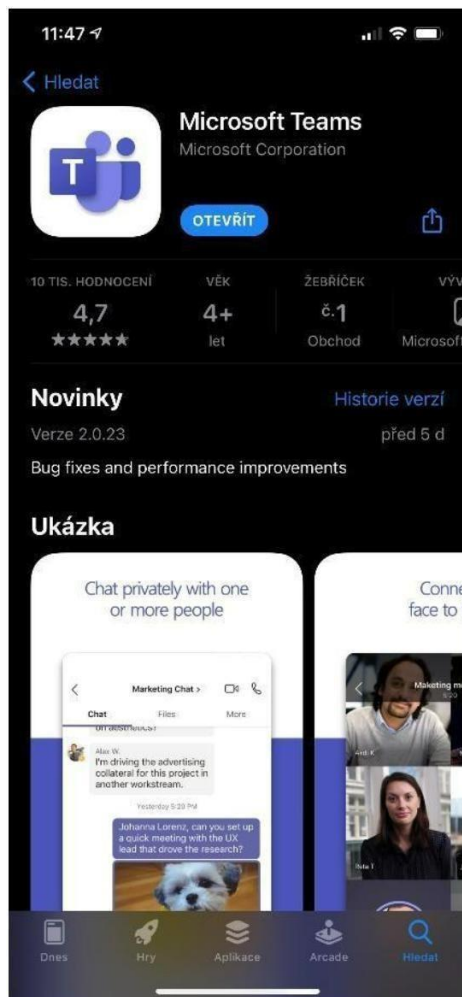 11:47
Hledat
Microsoft Teams
Microsoft Corporation
T
OTEVŘÍT
10 TIS. HODNOCENÍ
VĚK
ŽEBŘÍČEK
4,7
4+
č.1
let
Obchod
Microsoft
Novinky
Historie verzí
Verze 2.0.23
před 5 d
Bug fixes and performance improvements
Ukázka
Chat privately with one
or more people
face to
Marketing Chat >
Chat
Files
More
on aesthetics?
Alex W.
I'm driving the advertising
collateral for this project in
another workstream.
Yesterday 5:20 PM
Johanna Lorenz, can you set up
a quick meeting with the UX
lead that drove the research?
Dnes
Hry
Aplikace
Arcade
Hledat